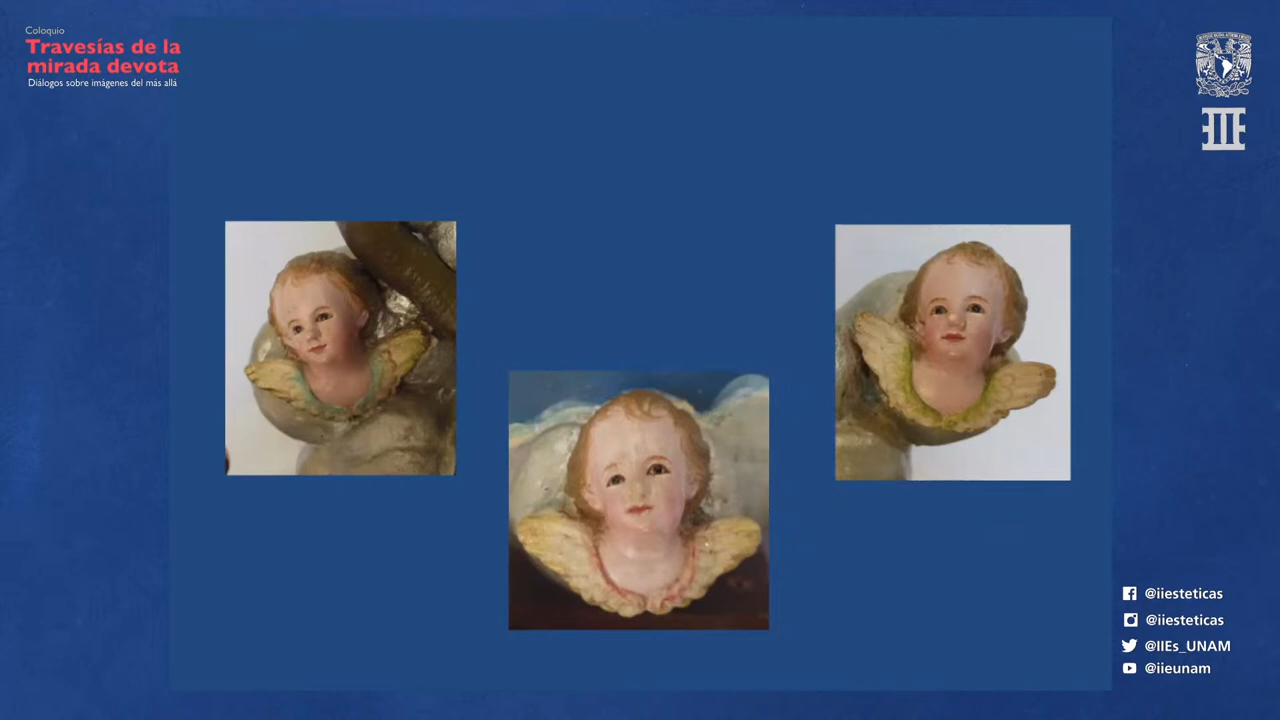 Coloquio
Travesías de la
mirada devota
Diálogos sobre imágenes del más allá
@iiesteticas
@iiesteticas
@IIEs_UNAM
@iieunam